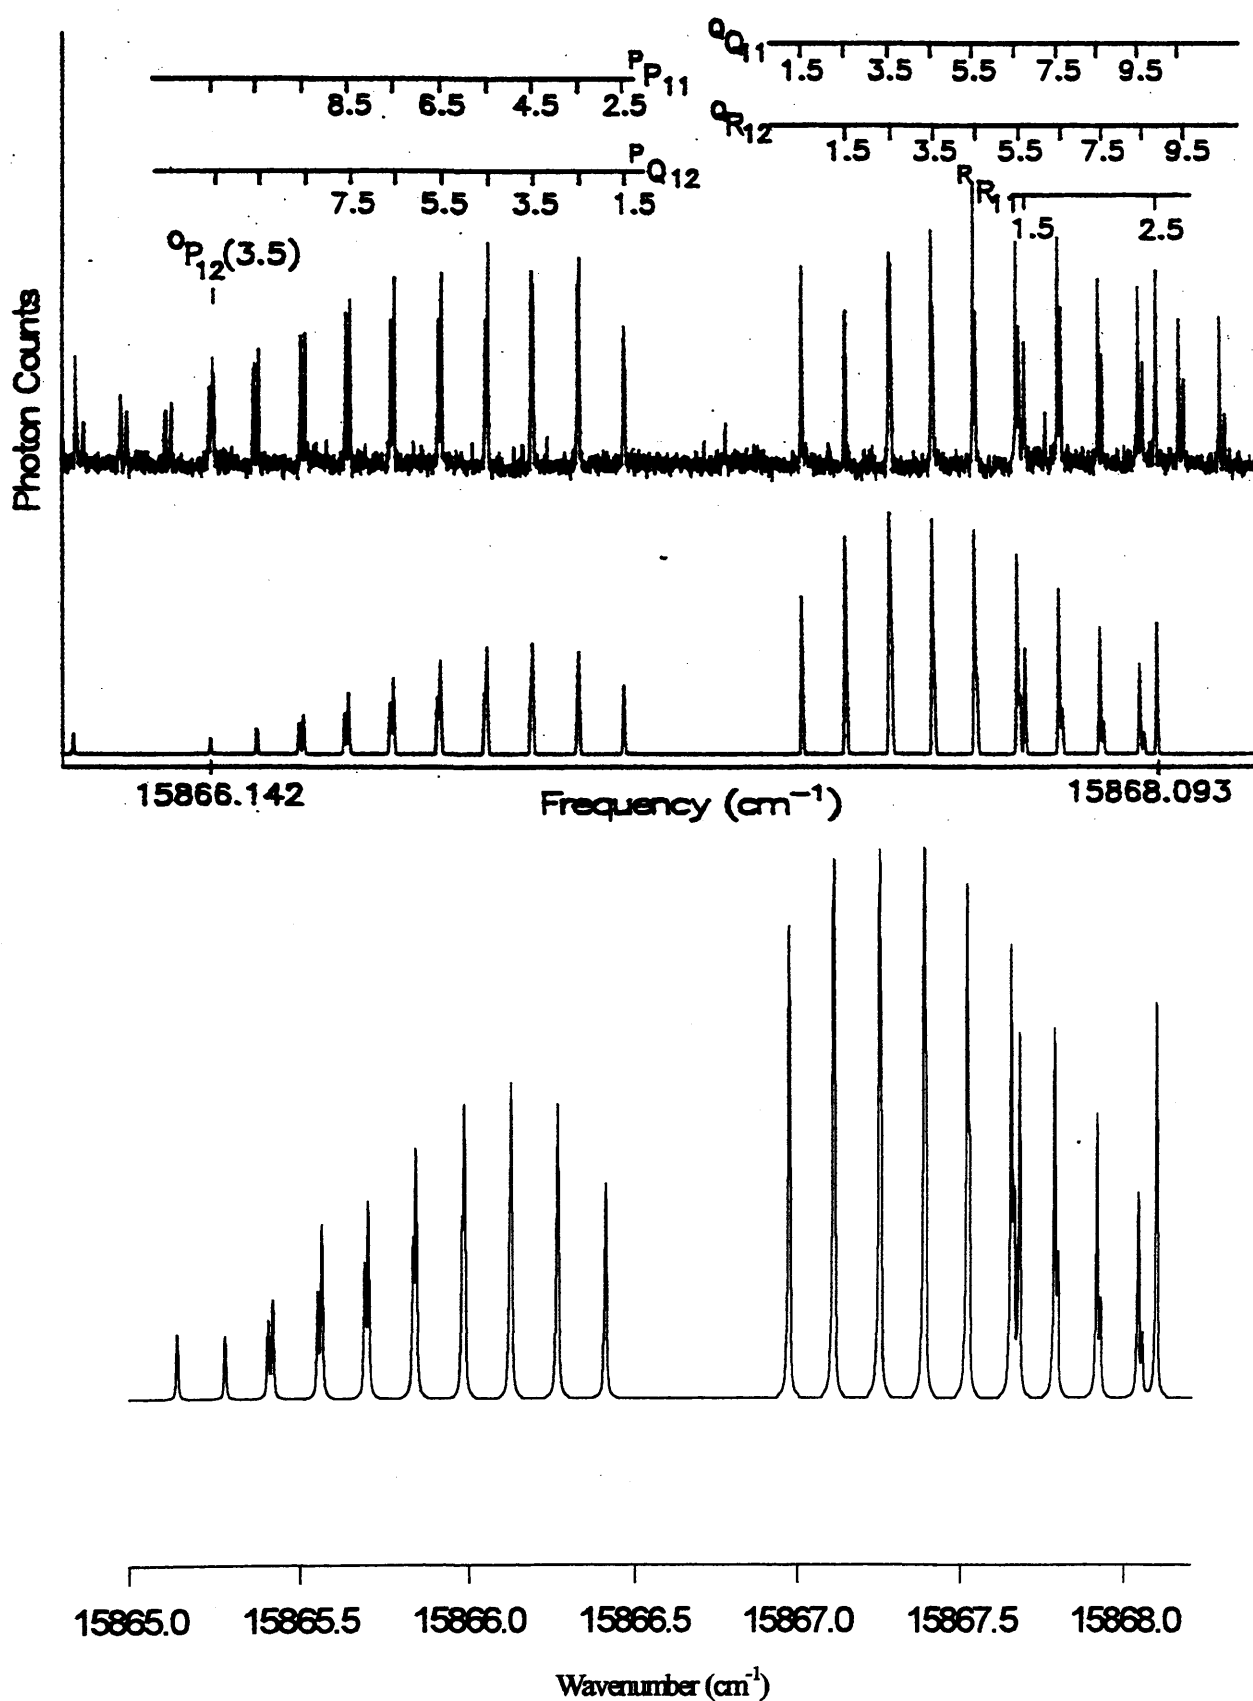 QQ11
1.5 3.5 5.5 7.5 9.5
PP11
8.5 6.5 4.5 2.5
QR12
1.5 3.5 5.5 7.5 9.5
PQ12
7.5 5.5 3.5 1.5
RR11
1.5 2.5
OP12(3.5)
Photon Counts
15866.142 15868.093
Frequency (cm-1)
15865.0 15865.5 15866.0 15866.5 15867.0 15867.5 15868.0
Wavenumber (cm-1)